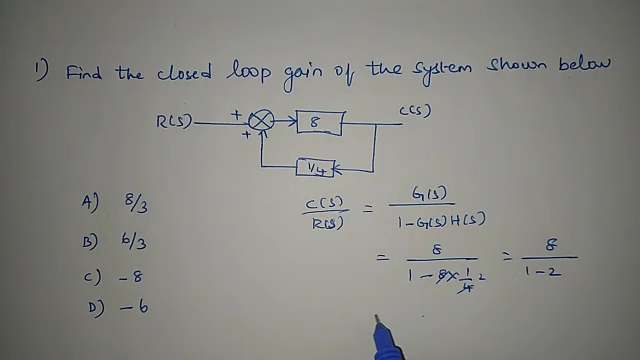 1) Find the closed loop gain of the system shown below
R(s) + + 8 C(s)
1/4
A) 8/3
B) 6/3
C) -8
D) -6
C(s)/R(s) = G(s)/1-G(s)H(s)
= 8/1-8×1/4 2 = 8/1-2